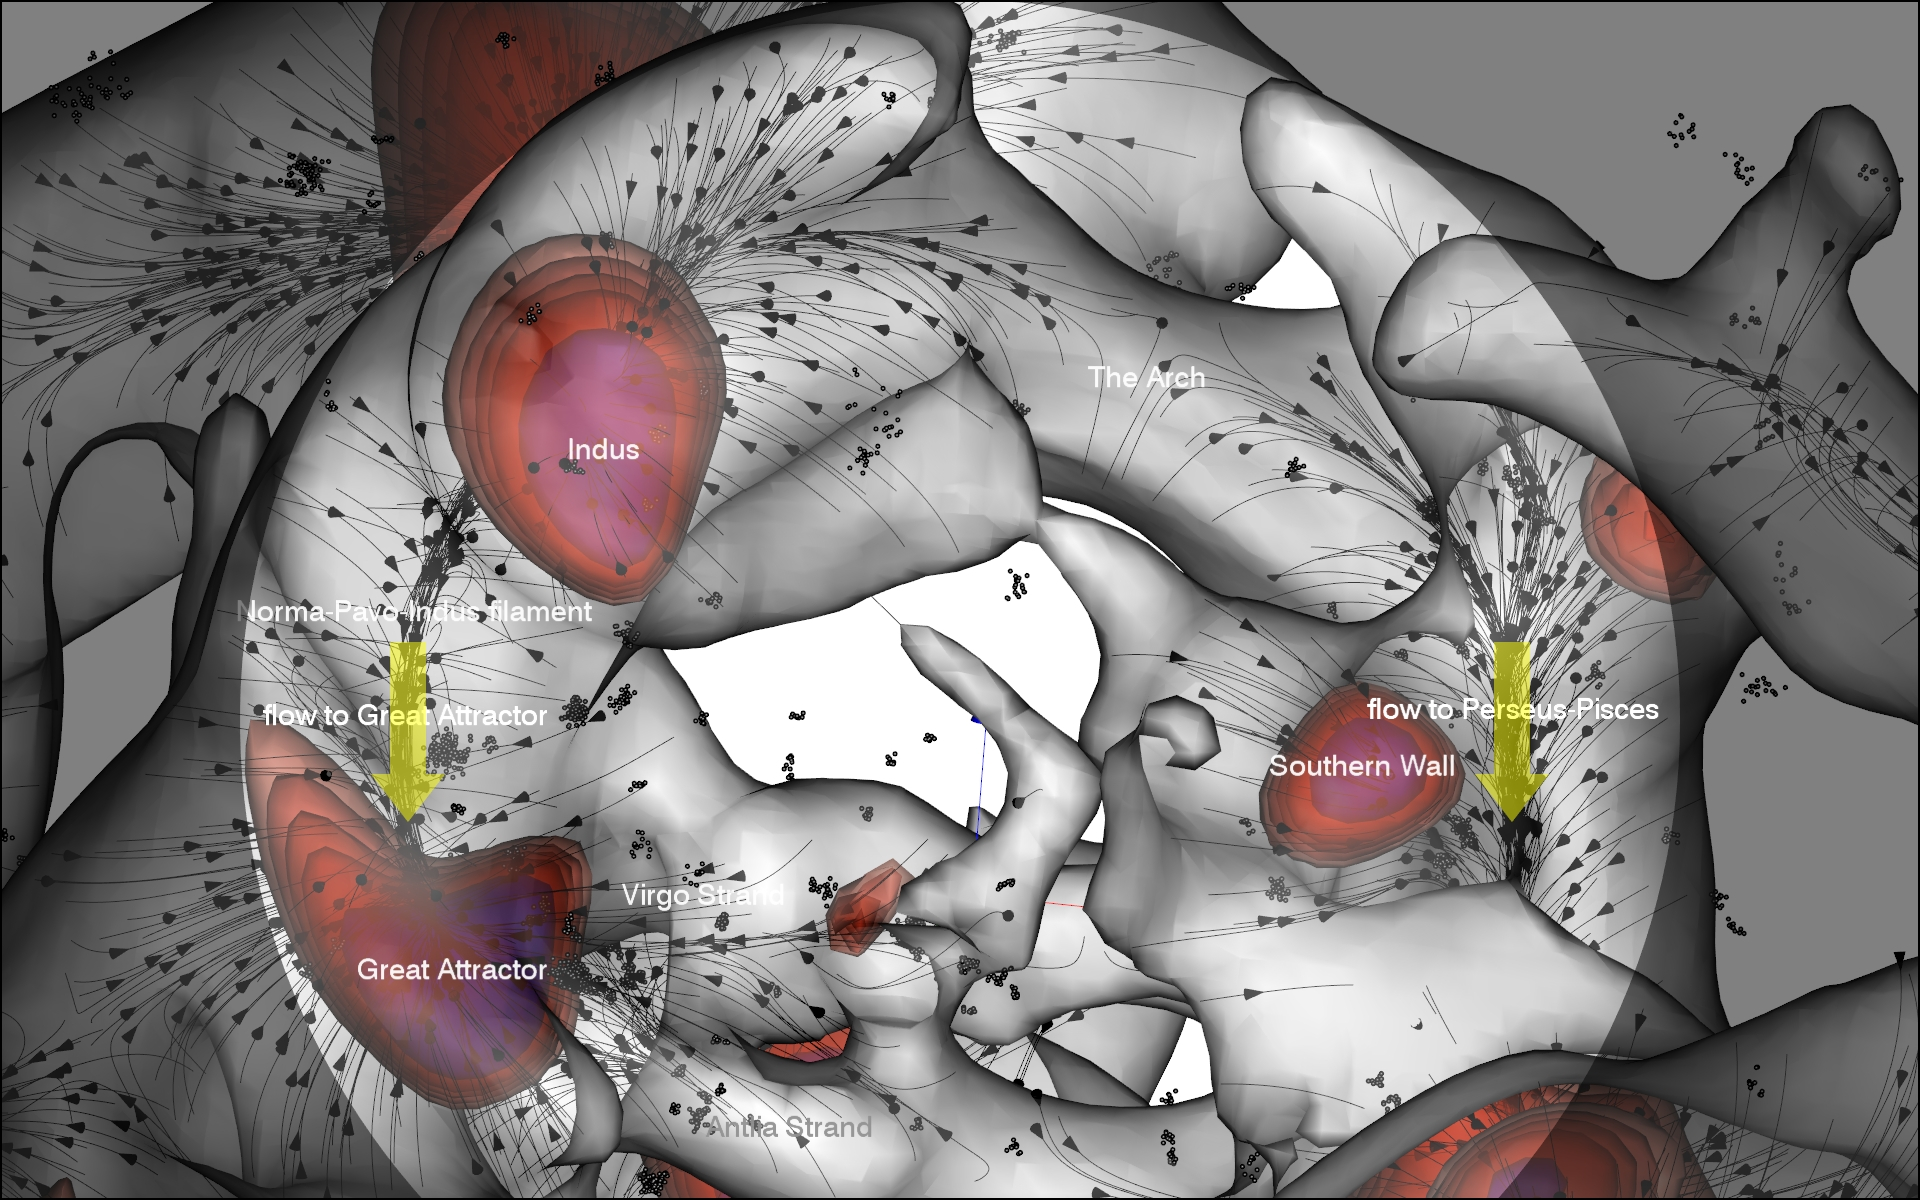 The Arch
Indus
Norma-Pavo-Indus filament
flow to Great Attractor
flow to Perseus-Pisces
Southern Wall
Virgo Strand
Great Attractor
Antlia Strand